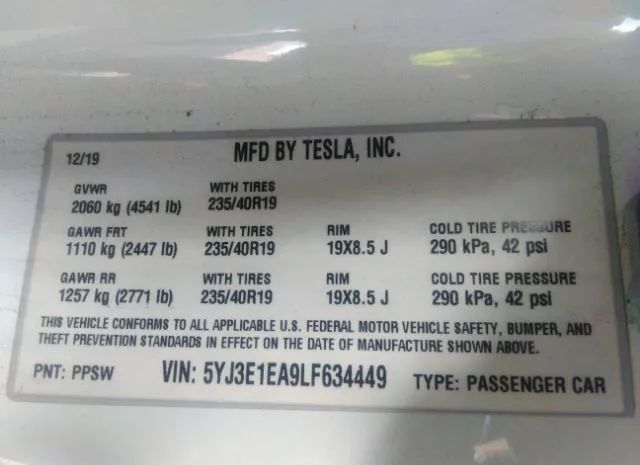 12/19 MFD BY TESLA, INC.
GVWR WITH TIRES
2060 kg (4541 lb) 235/40R19
GAWR FRT WITH TIRES RIM COLD TIRE PRESSURE
1110 kg (2447 lb) 235/40R19 19X8.5 J 290 kPa, 42 psi
GAWR RR WITH TIRES RIM COLD TIRE PRESSURE
1257 kg (2771 lb) 235/40R19 19X8.5 J 290 kPa, 42 psi
THIS VEHICLE CONFORMS TO ALL APPLICABLE U.S. FEDERAL MOTOR VEHICLE SAFETY, BUMPER, AND
THEFT PREVENTION STANDARDS IN EFFECT ON THE DATE OF MANUFACTURE SHOWN ABOVE.
PNT: PPSW VIN: 5YJ3E1EA9LF634449 TYPE: PASSENGER CAR